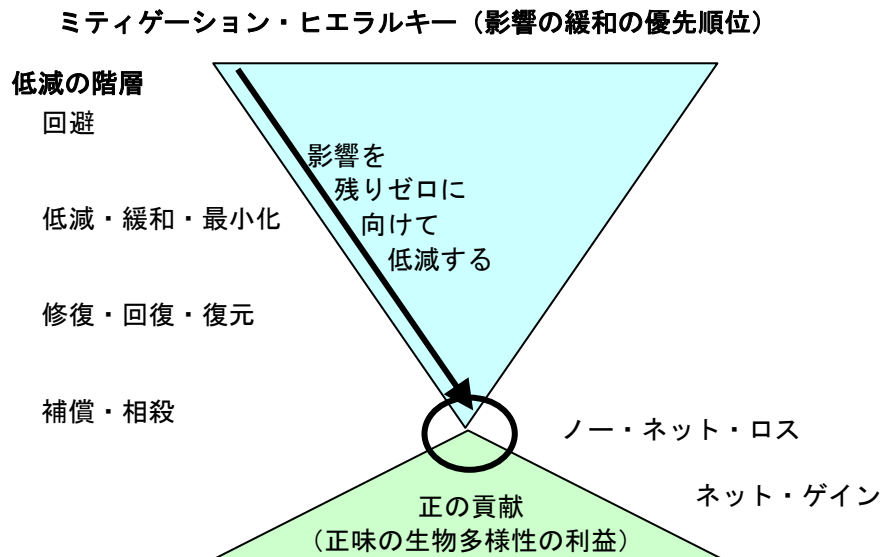 ミティゲーション・ヒエラルキー（影響の緩和の優先順位）
低減の階層
回避
低減・緩和・最小化
修復・回復・復元
補償・相殺
影響を
残りゼロに
向けて
低減する
ノー・ネット・ロス
ネット・ゲイン
正の貢献
（正味の生物多様性の利益）